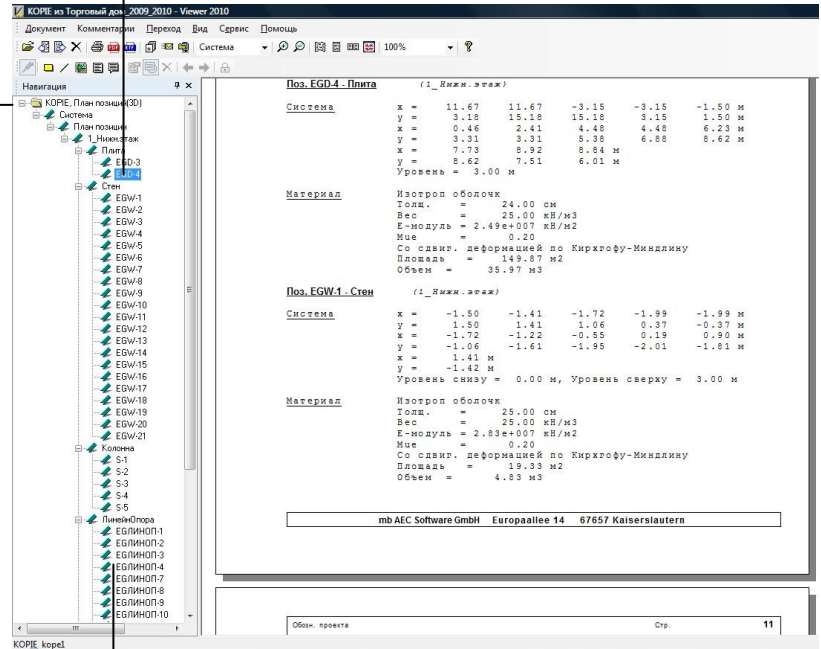 KOPIE из Торговый дом_2009_2010 - Viewer 2010
Документ Комментарии Переход Вид Сервис Помощь
Система 100%
Навигация
KOPIE, План позиций(3D)
Система
План позиции
1_Нижн.этаж
Плита
EGD-3
EGD-4
Стен
EGW-1
EGW-2
EGW-3
EGW-4
EGW-5
EGW-6
EGW-7
EGW-8
EGW-9
EGW-10
EGW-11
EGW-12
EGW-13
EGW-14
EGW-15
EGW-16
EGW-17
EGW-18
EGW-19
EGW-20
EGW-21
Колонна
S-1
S-2
S-3
S-4
S-5
ЛинейнОпора
EGЛИНОП-1
EGЛИНОП-2
EGЛИНОП-3
EGЛИНОП-4
EGЛИНОП-7
EGЛИНОП-8
EGЛИНОП-9
EGЛИНОП-10
Поз. EGD-4 - Плита (1_Нижн.этаж)
Система x = 11.67 11.67 -3.15 -3.15 -1.50 м
y = 3.18 15.18 15.18 3.15 1.50 м
x = 0.46 2.41 4.48 4.48 6.23 м
y = 3.31 3.31 5.38 6.88 8.62 м
x = 7.73 8.92 8.84 м
y = 8.62 7.51 6.01 м
Уровень = 3.00 м
Материал Изотроп оболочк
Толщ. = 24.00 см
Вес = 25.00 кН/м3
Е-модуль = 2.49e+007 кН/м2
Mue = 0.20
Со сдвиг. деформацией по Кирхгофу-Миндлину
Площадь = 149.87 м2
Объем = 35.97 м3
Поз. EGW-1 - Стен (1_Нижн.этаж)
Система x = -1.50 -1.41 -1.72 -1.99 -1.99 м
y = 1.50 1.41 1.06 0.37 -0.37 м
x = -1.72 -1.22 -0.55 0.19 0.90 м
y = -1.06 -1.61 -1.95 -2.01 -1.81 м
x = 1.41 м
y = -1.42 м
Уровень снизу = 0.00 м, Уровень сверху = 3.00 м
Материал Изотроп оболочк
Толщ. = 25.00 см
Вес = 25.00 кН/м3
Е-модуль = 2.83e+007 кН/м2
Mue = 0.20
Со сдвиг. деформацией по Кирхгофу-Миндлину
Площадь = 19.33 м2
Объем = 4.83 м3
mb AEC Software GmbH Europaallee 14 67657 Kaiserslautern
Обозн. проекта Стр. 11
KOPIE kope1